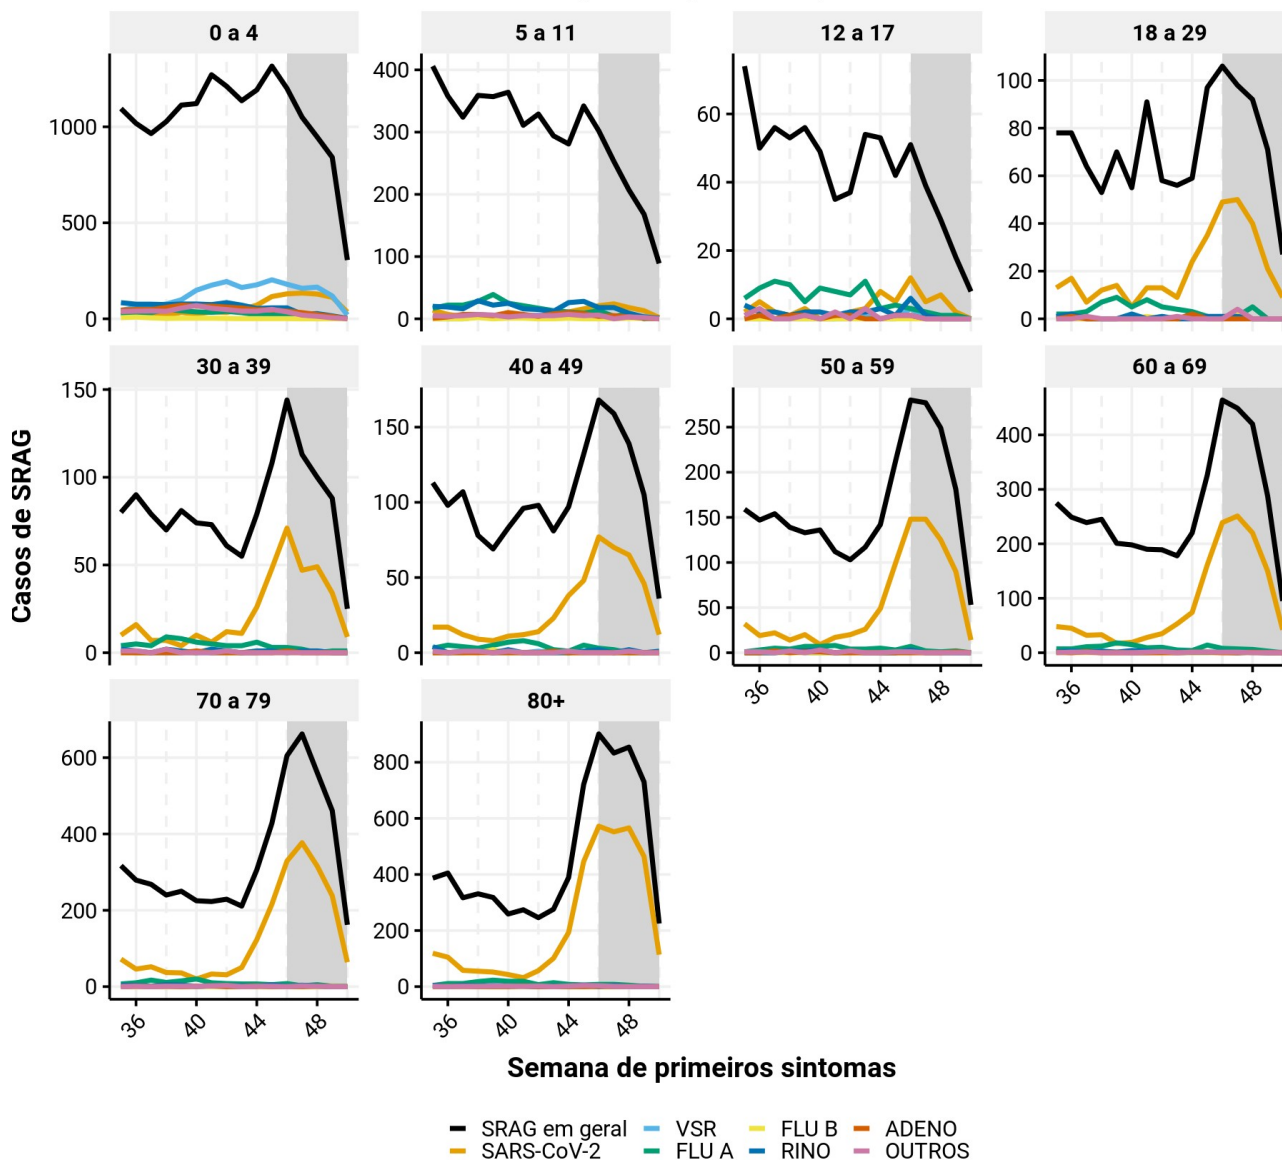 0 a 4
5 a 11
12 a 17
18 a 29
1000
500
0
400
300
200
100
0
60
40
20
0
100
80
60
40
20
0
30 a 39
40 a 49
50 a 59
60 a 69
150
100
50
0
150
100
50
0
250
200
150
100
50
0
400
300
200
100
0
36 40 44 48
36 40 44 48
70 a 79
80+
600
400
200
0
800
600
400
200
0
36 40 44 48
36 40 44 48
Casos de SRAG
Semana de primeiros sintomas
SRAG em geral VSR FLU B ADENO
SARS-CoV-2 FLU A RINO OUTROS